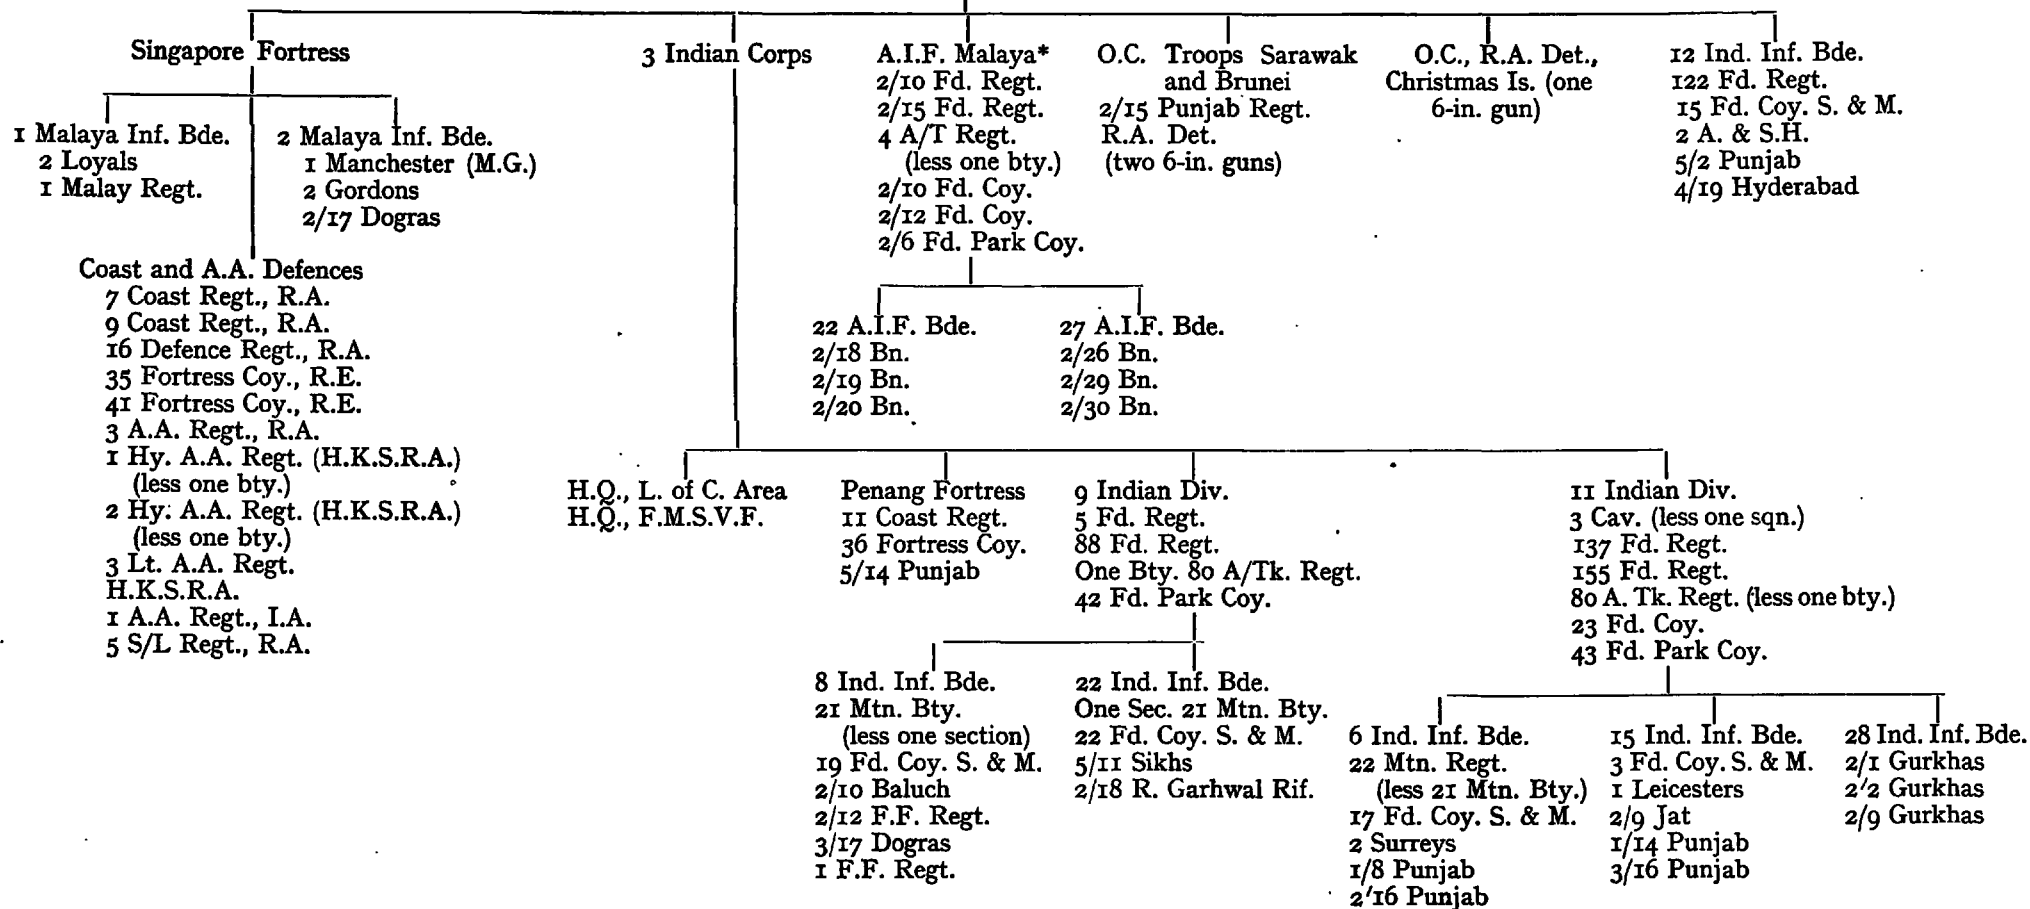 Singapore Fortress
1 Malaya Inf. Bde.
2 Loyals
1 Malay Regt.
2 Malaya Inf. Bde.
1 Manchester (M.G.)
2 Gordons
2/17 Dogras
Coast and A.A. Defences
7 Coast Regt., R.A.
9 Coast Regt., R.A.
16 Defence Regt., R.A.
35 Fortress Coy., R.E.
41 Fortress Coy., R.E.
3 A.A. Regt., R.A.
1 Hy. A.A. Regt. (H.K.S.R.A.)
(less one bty.)
2 Hy. A.A. Regt. (H.K.S.R.A.)
(less one bty.)
3 Lt. A.A. Regt.
H.K.S.R.A.
1 A.A. Regt., I.A.
5 S/L Regt., R.A.
3 Indian Corps
H.Q., L. of C. Area
H.Q., F.M.S.V.F.
Penang Fortress
11 Coast Regt.
36 Fortress Coy.
5/14 Punjab
9 Indian Div.
5 Fd. Regt.
88 Fd. Regt.
One Bty. 80 A/Tk. Regt.
42 Fd. Park Coy.
8 Ind. Inf. Bde.
21 Mtn. Bty.
(less one section)
19 Fd. Coy. S. & M.
2/10 Baluch
2/12 F.F. Regt.
3/17 Dogras
1 F.F. Regt.
22 Ind. Inf. Bde.
One Sec. 21 Mtn. Bty.
22 Fd. Coy. S. & M.
5/11 Sikhs
2/18 R. Garhwal Rif.
11 Indian Div.
3 Cav. (less one sqn.)
137 Fd. Regt.
155 Fd. Regt.
80 A. Tk. Regt. (less one bty.)
23 Fd. Coy.
43 Fd. Park Coy.
6 Ind. Inf. Bde.
22 Mtn. Regt.
(less 21 Mtn. Bty.)
17 Fd. Coy. S. & M.
2 Surreys
1/8 Punjab
2'16 Punjab
15 Ind. Inf. Bde.
3 Fd. Coy. S. & M.
1 Leicesters
2/9 Jat
1/14 Punjab
3/16 Punjab
28 Ind. Inf. Bde.
2/1 Gurkhas
2'2 Gurkhas
2/9 Gurkhas
A.I.F. Malaya*
2/10 Fd. Regt.
2/15 Fd. Regt.
4 A/T Regt.
(less one bty.)
2/10 Fd. Coy.
2/12 Fd. Coy.
2/6 Fd. Park Coy.
22 A.I.F. Bde.
2/18 Bn.
2/19 Bn.
2/20 Bn.
27 A.I.F. Bde.
2/26 Bn.
2/29 Bn.
2/30 Bn.
O.C. Troops Sarawak
and Brunei
2/15 Punjab Regt.
R.A. Det.
(two 6-in. guns)
O.C., R.A. Det.,
Christmas Is. (one
6-in. gun)
12 Ind. Inf. Bde.
122 Fd. Regt.
15 Fd. Coy. S. & M.
2 A. & S.H.
5/2 Punjab
4/19 Hyderabad